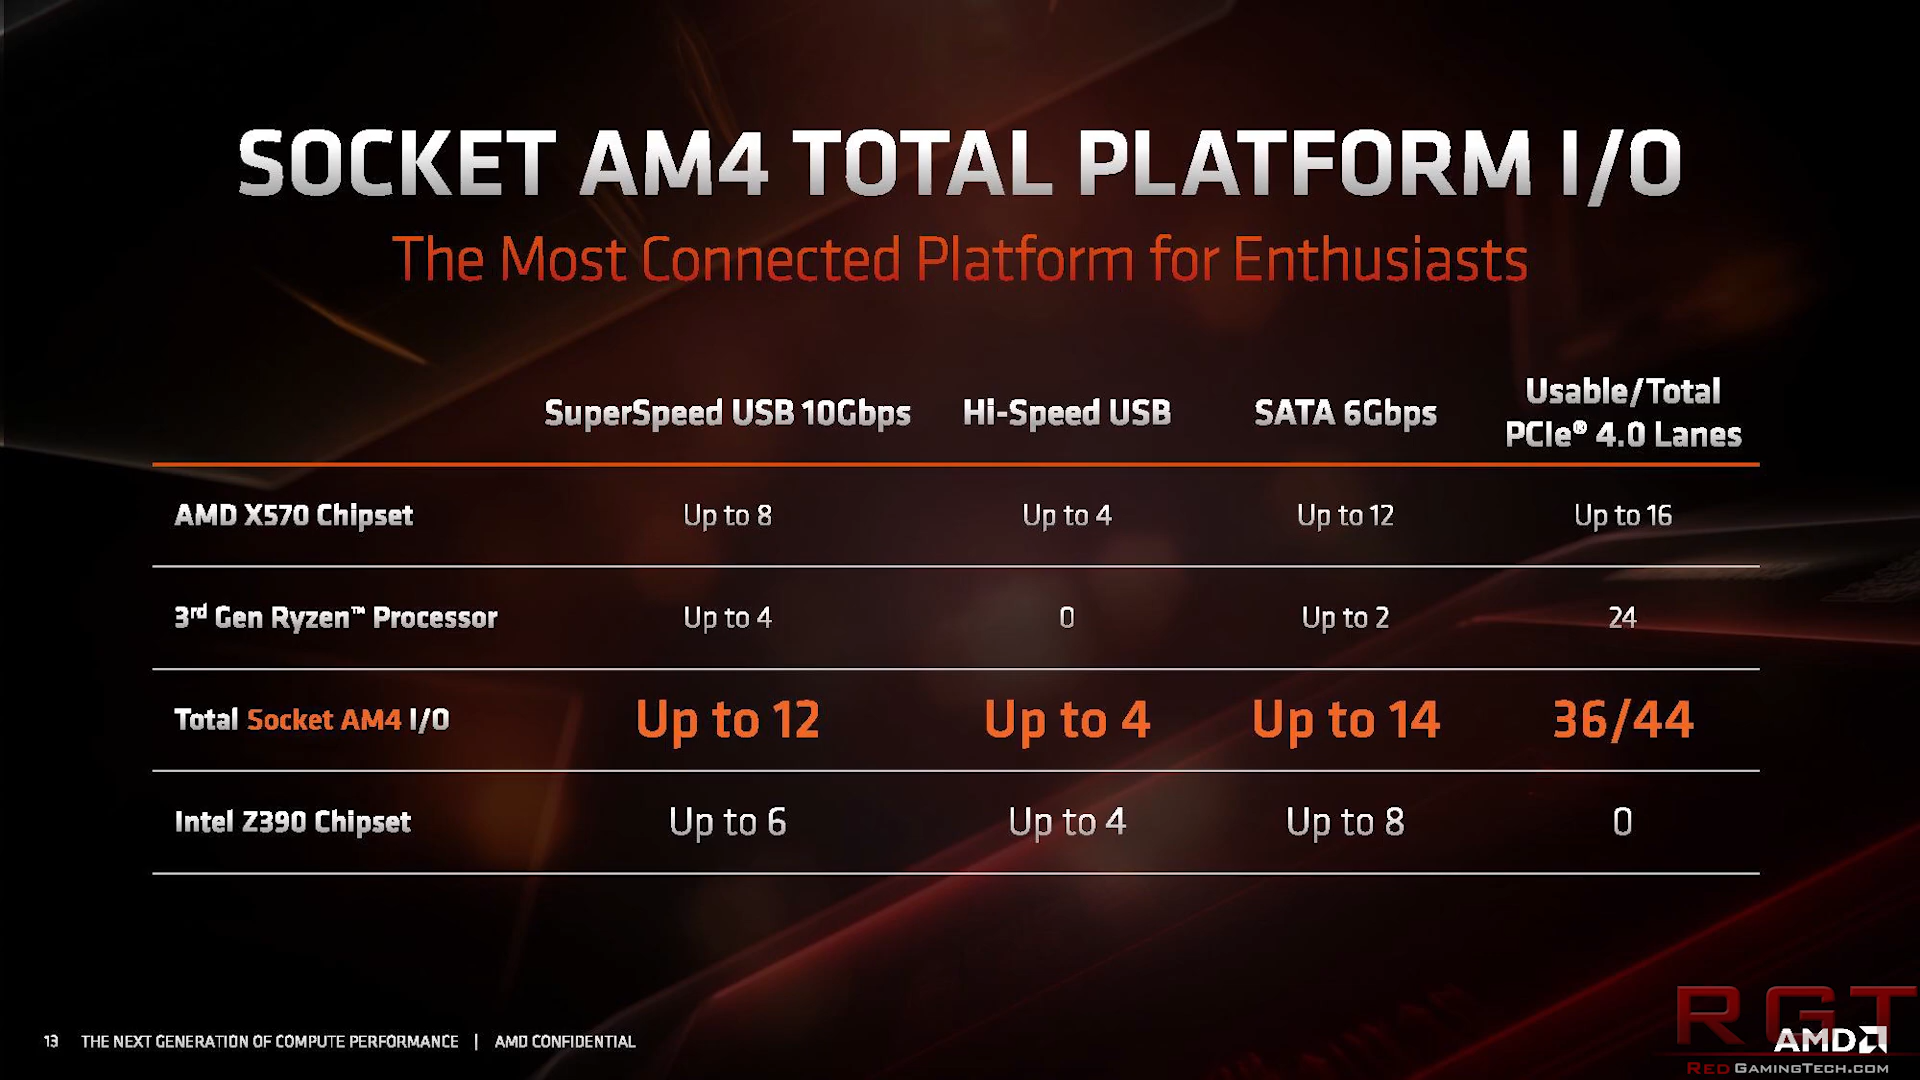 SOCKET AM4 TOTAL PLATFORM I/O
The Most Connected Platform for Enthusiasts
SuperSpeed USB 10Gbps Hi-Speed USB SATA 6Gbps Usable/Total
PCIe® 4.0 Lanes
AMD X570 Chipset Up to 8 Up to 4 Up to 12 Up to 16
3rd Gen Ryzen™ Processor Up to 4 0 Up to 2 24
Total Socket AM4 I/O Up to 12 Up to 4 Up to 14 36/44
Intel Z390 Chipset Up to 6 Up to 4 Up to 8 0
13 THE NEXT GENERATION OF COMPUTE PERFORMANCE | AMD CONFIDENTIAL
RGT
AMD
REDGAMINGTECH.COM